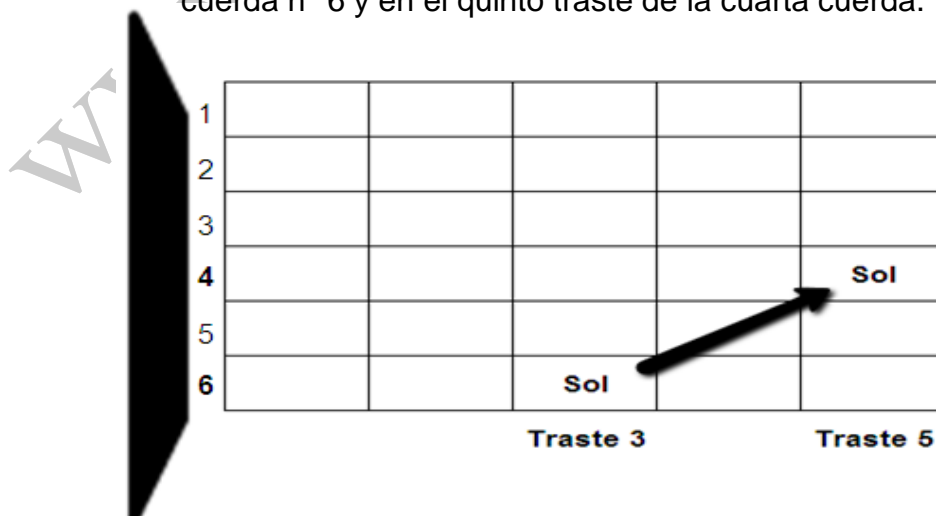 cuerda n° 6 y en el quinto traste de la cuarta cuerda.
1
2
3
4 Sol
5
6 Sol
Traste 3 Traste 5